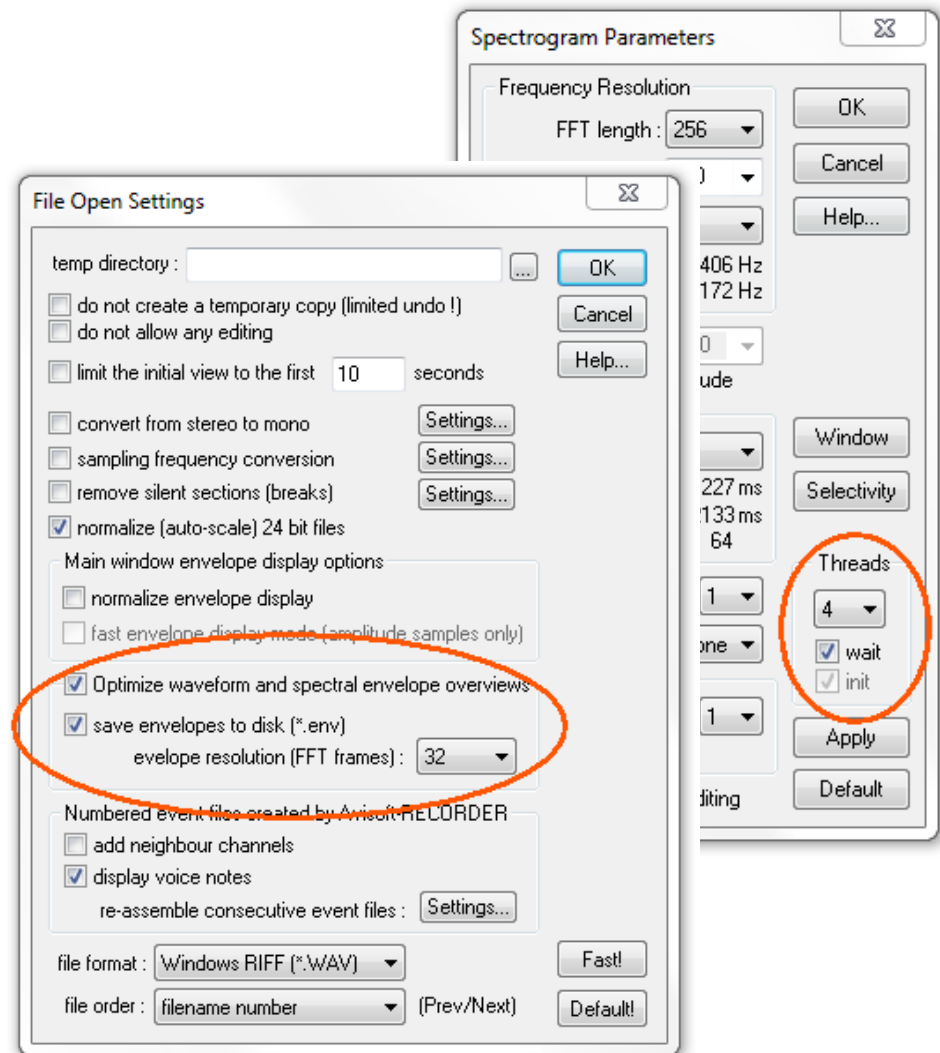 Spectrogram Parameters
Frequency Resolution
FFT length : 256
OK
Cancel
Help...
406 Hz
172 Hz
0
ude
Window
Selectivity
227 ms
2133 ms
64
Threads
1
4
one
wait
init
1
Apply
diting
Default
File Open Settings
temp directory :
...
OK
do not create a temporary copy (limited undo !)
Cancel
do not allow any editing
limit the initial view to the first 10 seconds
Help...
convert from stereo to mono Settings...
sampling frequency conversion Settings...
remove silent sections (breaks) Settings...
normalize (auto-scale) 24 bit files
Main window envelope display options
normalize envelope display
fast envelope display mode (amplitude samples only)
Optimize waveform and spectral envelope overviews
save envelopes to disk (*.env)
evelope resolution (FFT frames) : 32
Numbered event files created by Avisoft-RECORDER
add neighbour channels
display voice notes
re-assemble consecutive event files : Settings...
file format : Windows RIFF (*.WAV) Fast!
file order : filename number (Prev/Next) Default!